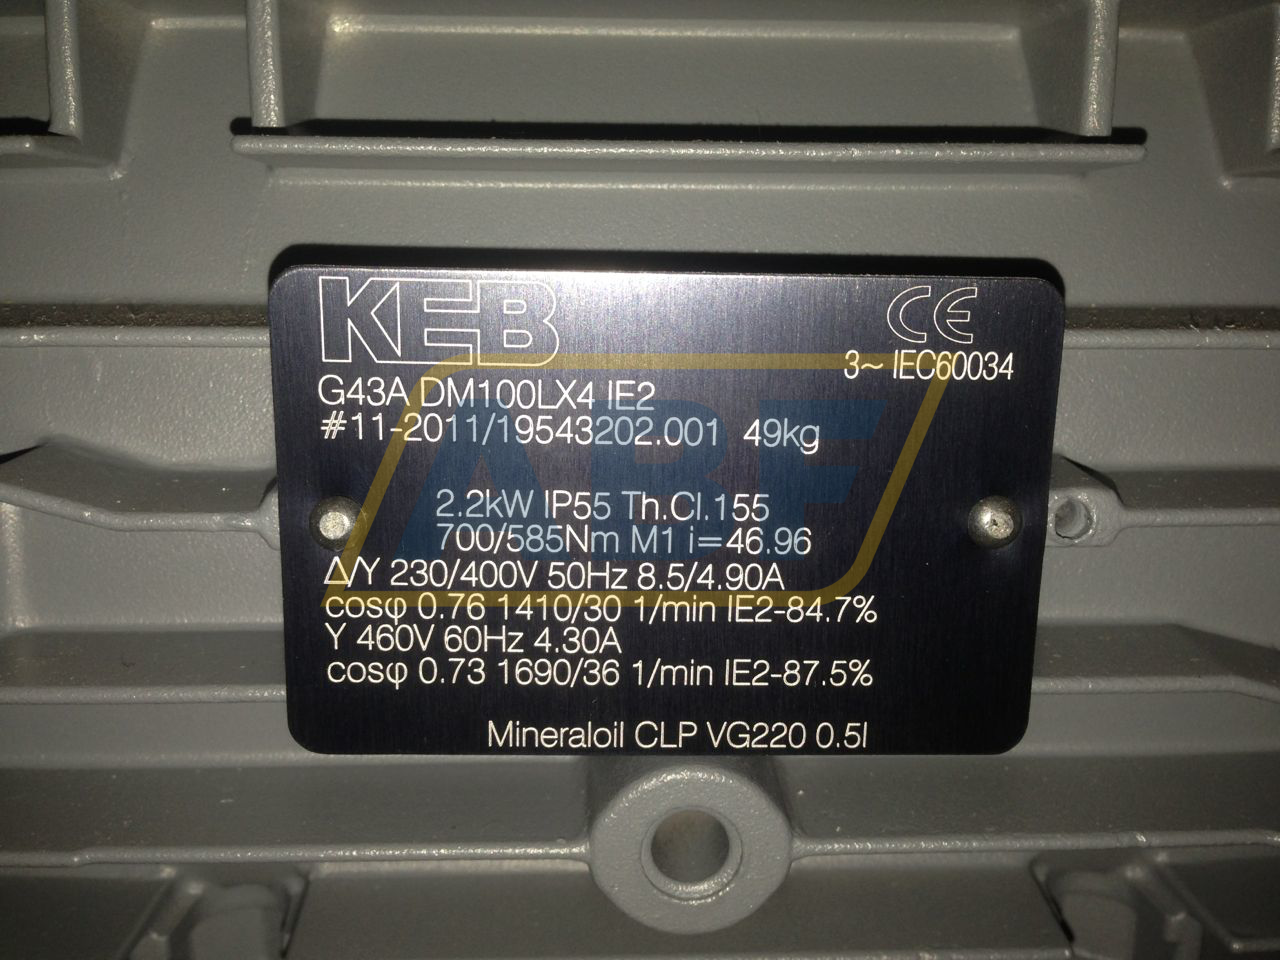 KEB
CE
3~ IEC60034
G43A DM100LX4 IE2
#11-2011/19543202.001 49kg
2.2kW IP55 Th.Cl.155
700/585Nm M1 i=46.96
Δ/Y 230/400V 50Hz 8.5/4.90A
cosφ 0.76 1410/30 1/min IE2-84.7%
Y 460V 60Hz 4.30A
cosφ 0.73 1690/36 1/min IE2-87.5%
Mineraloil CLP VG220 0.5l
ABF